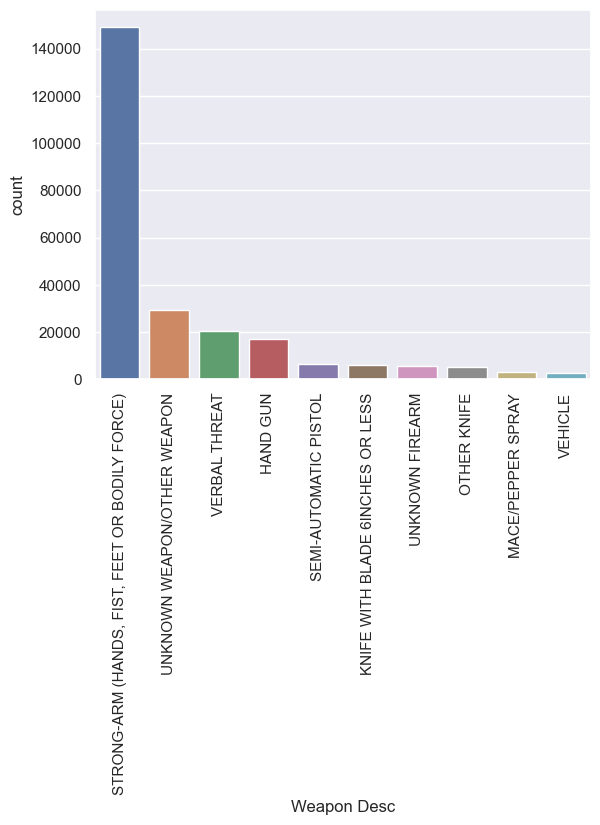 140000
120000
100000
80000
60000
40000
20000
0
count
STRONG-ARM (HANDS, FIST, FEET OR BODILY FORCE)
UNKNOWN WEAPON/OTHER WEAPON
VERBAL THREAT
HAND GUN
SEMI-AUTOMATIC PISTOL
KNIFE WITH BLADE 6INCHES OR LESS
UNKNOWN FIREARM
OTHER KNIFE
MACE/PEPPER SPRAY
VEHICLE
Weapon Desc